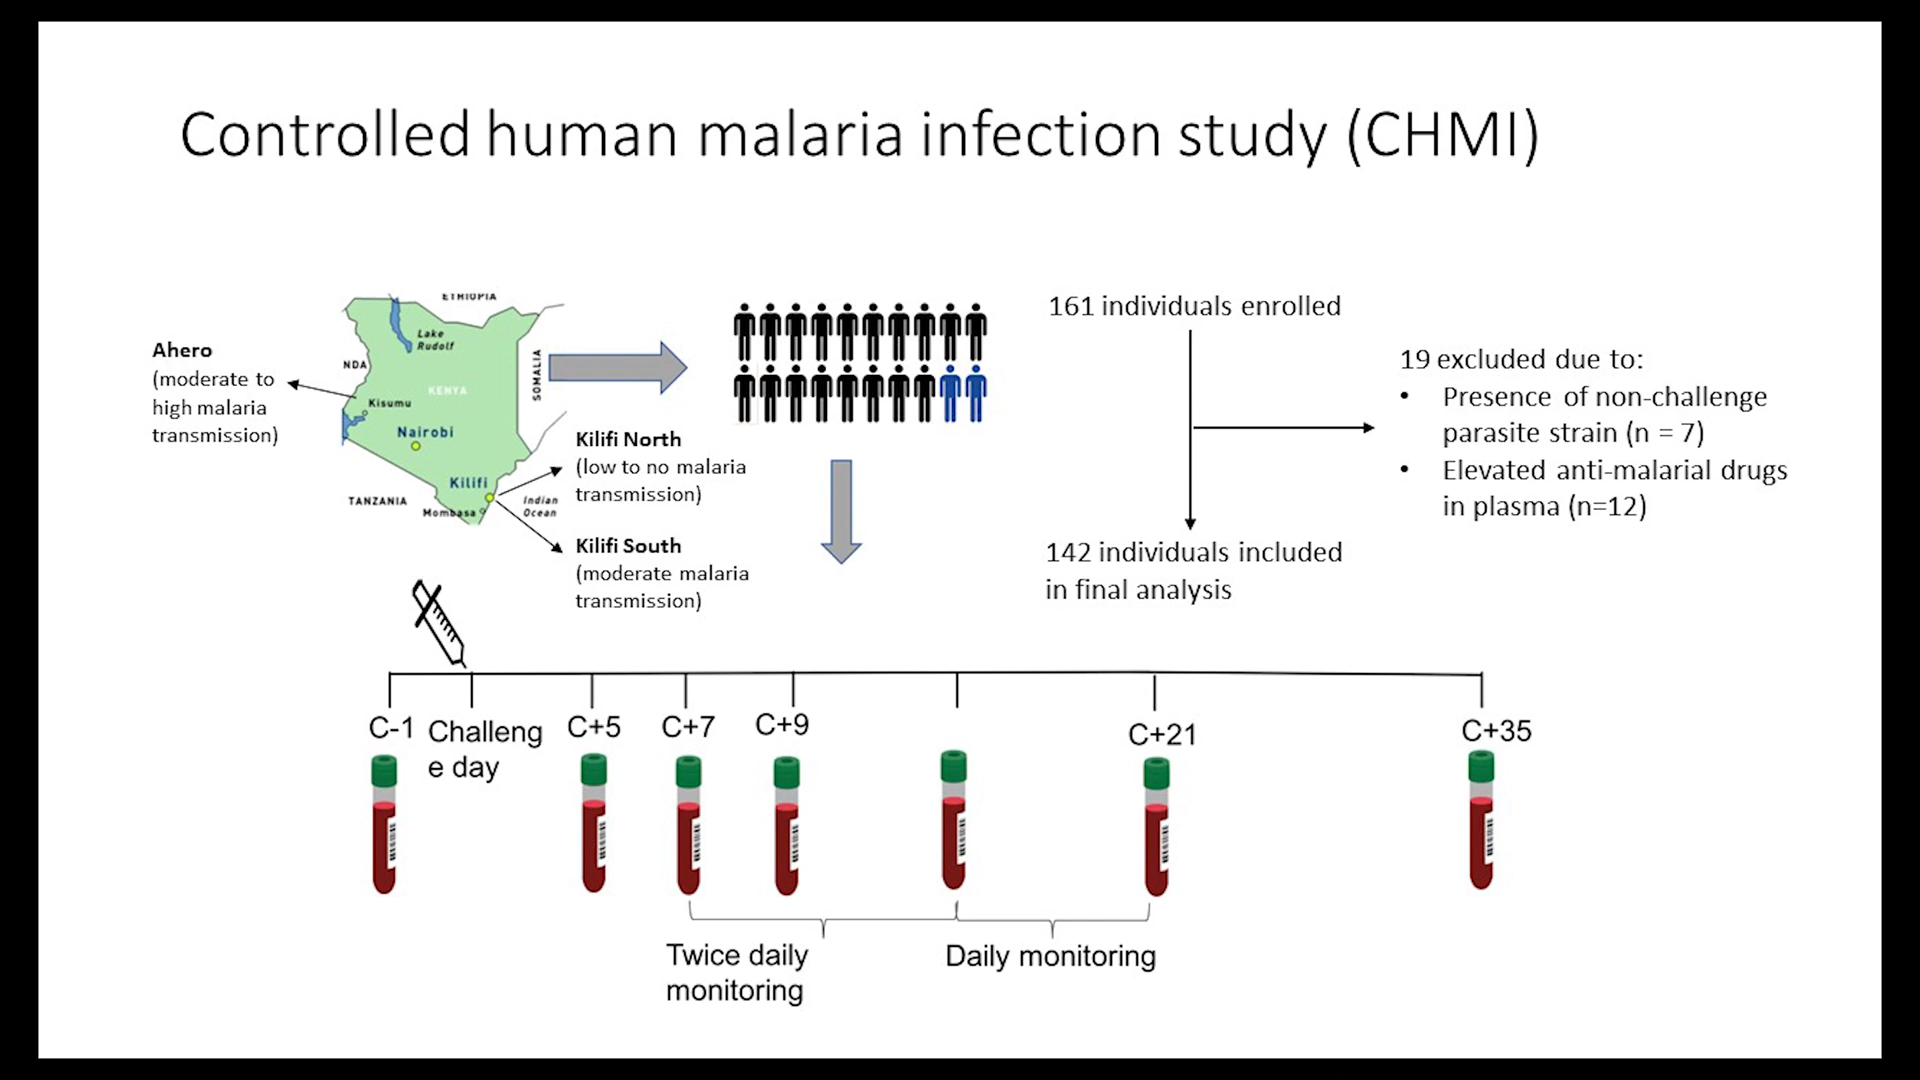 Controlled human malaria infection study (CHMI)
ETHIOPIA
Lake
Rudolf
NDA
KENYA
SOMALIA
Kisumu
Nairobi
Kilifi
TANZANIA
Mombasa
Indian
Ocean
Ahero
(moderate to
high malaria
transmission)
Kilifi North
(low to no malaria
transmission)
Kilifi South
(moderate malaria
transmission)
161 individuals enrolled
19 excluded due to:
• Presence of non-challenge
parasite strain (n = 7)
• Elevated anti-malarial drugs
in plasma (n=12)
142 individuals included
in final analysis
C-1
Challeng
e day
C+5
C+7
C+9
C+21
C+35
Twice daily
monitoring
Daily monitoring